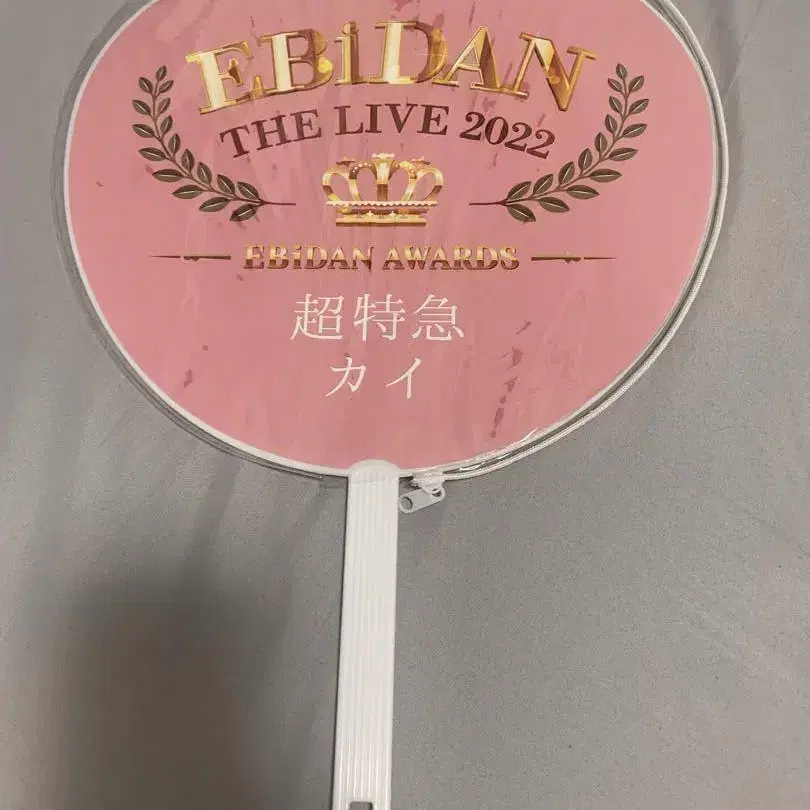 EBiDAN
THE LIVE 2022
EBiDAN AWARDS
超特急
カイ